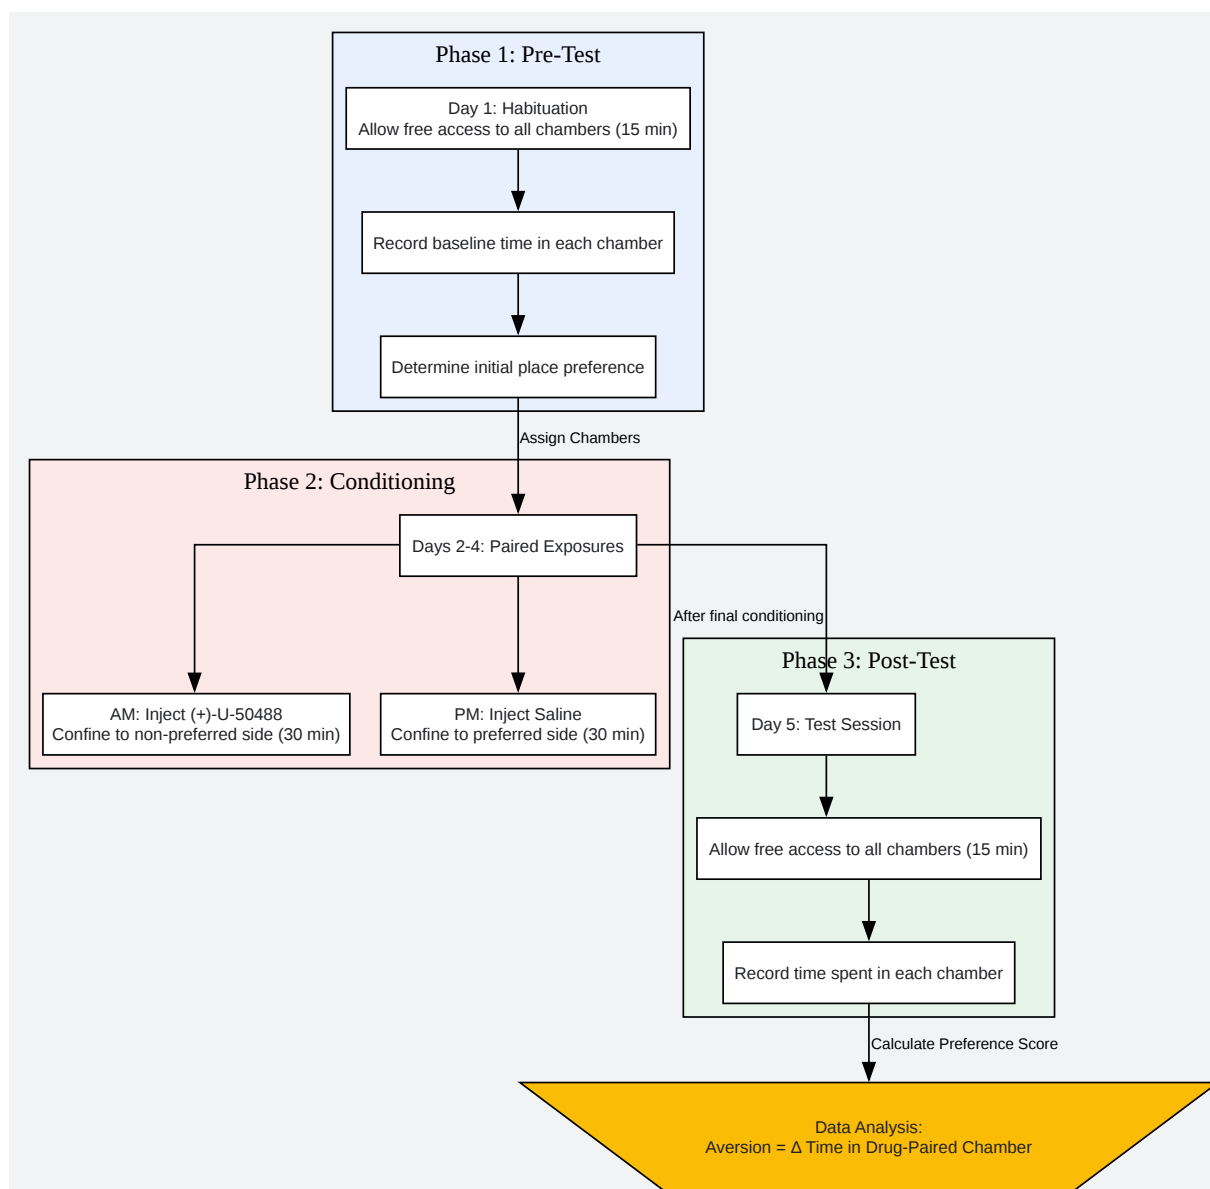 Phase 1: Pre-Test
Day 1: Habituation
Allow free access to all chambers (15 min)
Record baseline time in each chamber
Determine initial place preference
Assign Chambers
Phase 2: Conditioning
Days 2-4: Paired Exposures
AM: Inject (+)-U-50488
Confine to non-preferred side (30 min)
PM: Inject Saline
Confine to preferred side (30 min)
After final conditioning
Phase 3: Post-Test
Day 5: Test Session
Allow free access to all chambers (15 min)
Record time spent in each chamber
Calculate Preference Score
Data Analysis:
Aversion = Δ Time in Drug-Paired Chamber